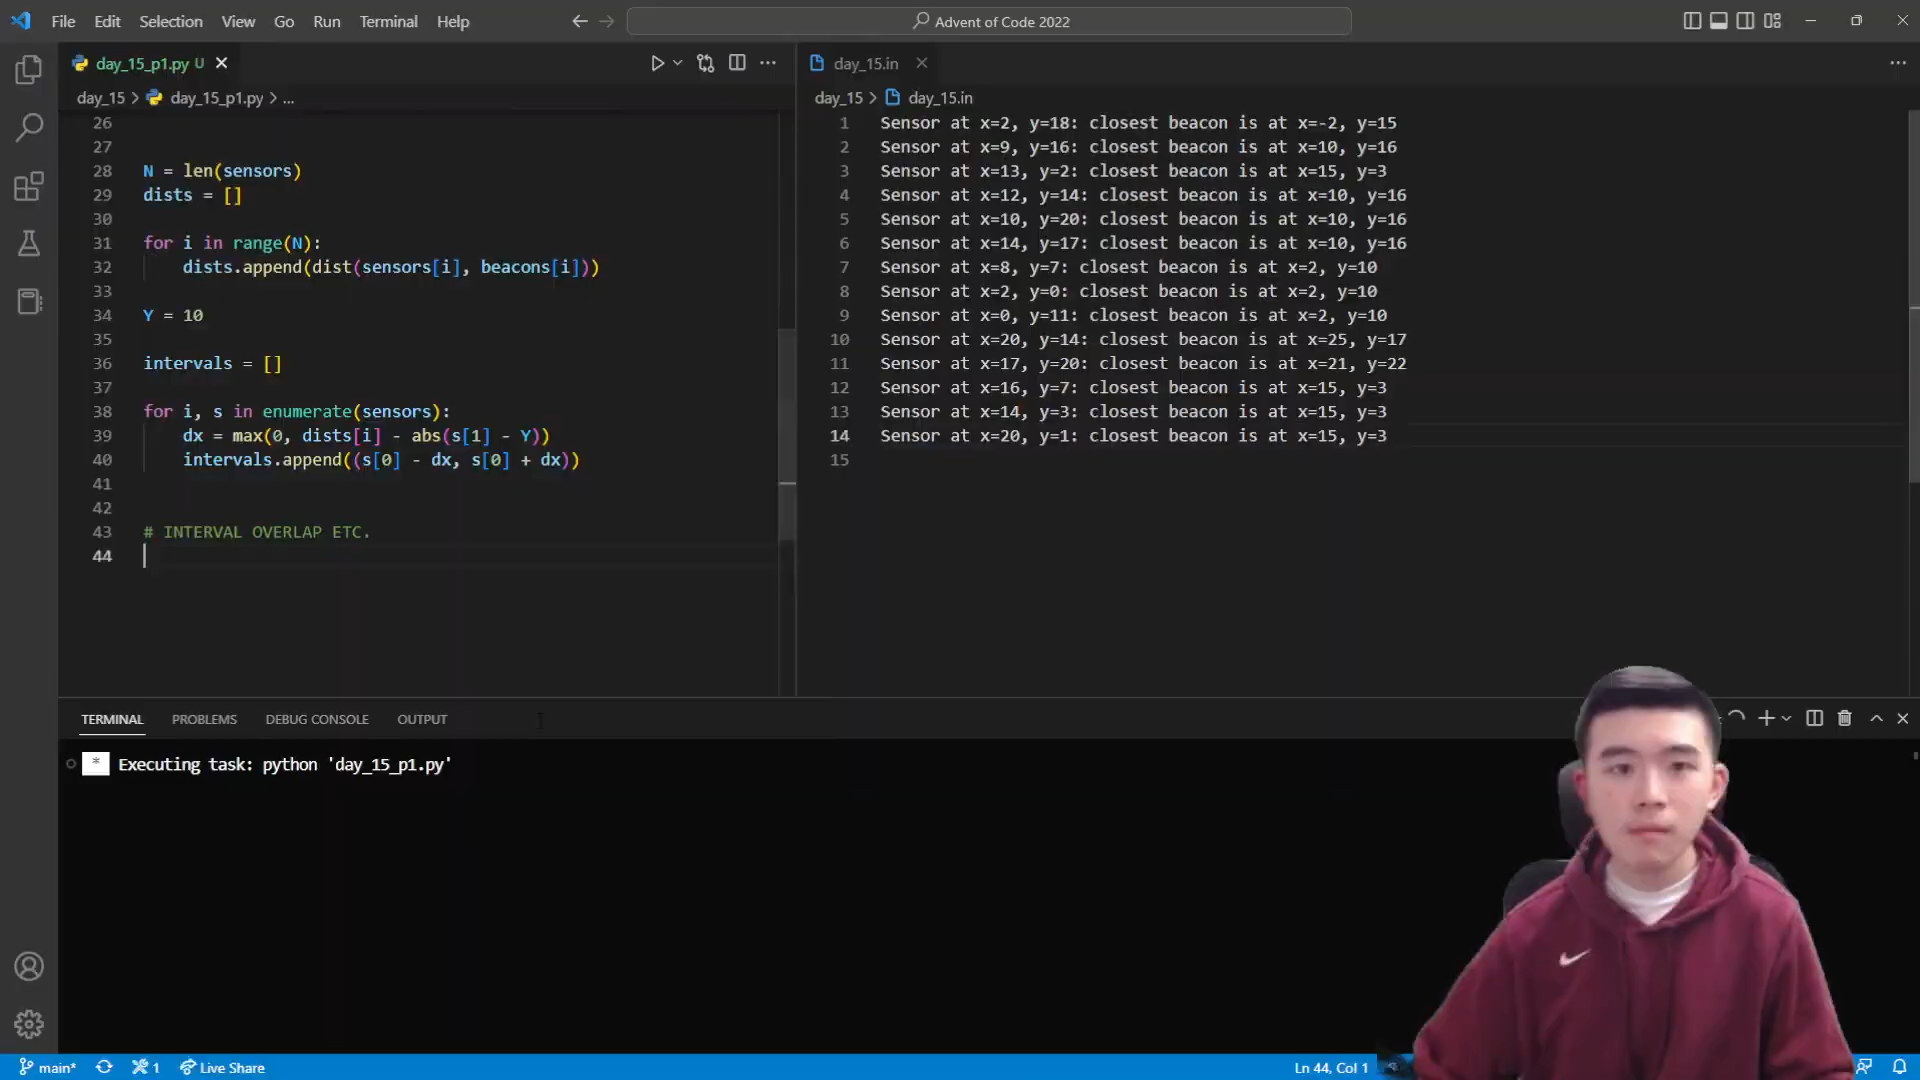 File Edit Selection View Go Run Terminal Help
Advent of Code 2022
day_15_p1.py U
day_15 > day_15_p1.py > ...
26
27
28 N = len(sensors)
29 dists = []
30
31 for i in range(N):
32 dists.append(dist(sensors[i], beacons[i]))
33
34 Y = 10
35
36 intervals = []
37
38 for i, s in enumerate(sensors):
39 dx = max(0, dists[i] - abs(s[1] - Y))
40 intervals.append((s[0] - dx, s[0] + dx))
41
42
43 # INTERVAL OVERLAP ETC.
44
day_15.in
day_15 > day_15.in
1 Sensor at x=2, y=18: closest beacon is at x=-2, y=15
2 Sensor at x=9, y=16: closest beacon is at x=10, y=16
3 Sensor at x=13, y=2: closest beacon is at x=15, y=3
4 Sensor at x=12, y=14: closest beacon is at x=10, y=16
5 Sensor at x=10, y=20: closest beacon is at x=10, y=16
6 Sensor at x=14, y=17: closest beacon is at x=10, y=16
7 Sensor at x=8, y=7: closest beacon is at x=2, y=10
8 Sensor at x=2, y=0: closest beacon is at x=2, y=10
9 Sensor at x=0, y=11: closest beacon is at x=2, y=10
10 Sensor at x=20, y=14: closest beacon is at x=25, y=17
11 Sensor at x=17, y=20: closest beacon is at x=21, y=22
12 Sensor at x=16, y=7: closest beacon is at x=15, y=3
13 Sensor at x=14, y=3: closest beacon is at x=15, y=3
14 Sensor at x=20, y=1: closest beacon is at x=15, y=3
15
TERMINAL PROBLEMS DEBUG CONSOLE OUTPUT
* Executing task: python 'day_15_p1.py'
main* 1 Live Share
Ln 44, Col 1